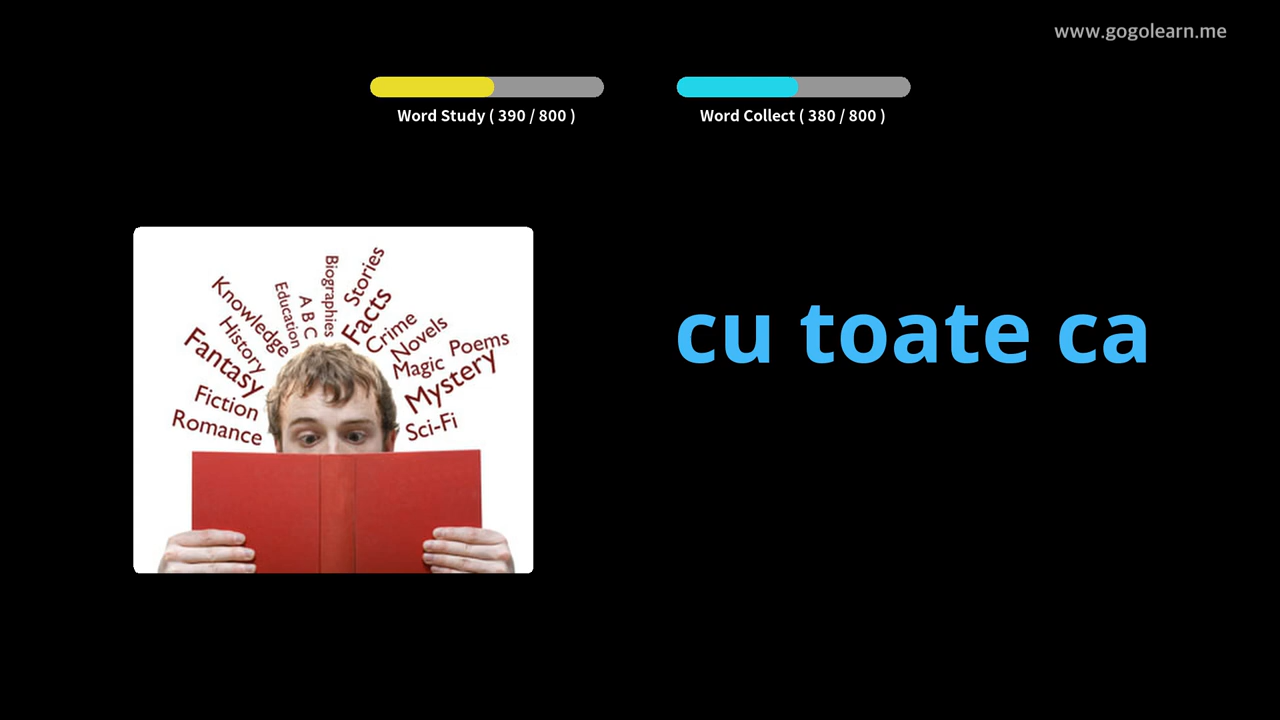 www.gogolearn.me
Word Study ( 390 / 800 )
Word Collect ( 380 / 800 )
cu toate ca
Stories
Biographies
Facts
A B C
Education
Knowledge
History
Fantasy
Fiction
Romance
Crime
Novels
Poems
Magic
Mystery
Sci-Fi